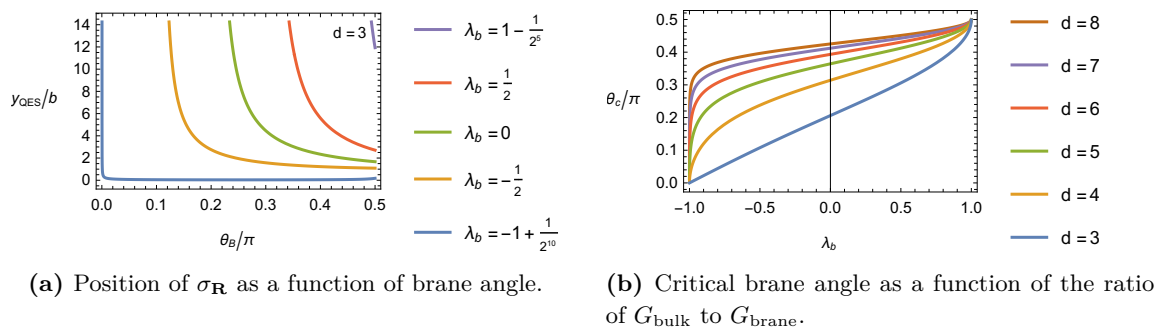 14
12
10
8
6
4
2
0
y_QES/b
d = 3
0.0 0.1 0.2 0.3 0.4 0.5
θ_B/π
λ_b = 1 − 1/2^5
λ_b = 1/2
λ_b = 0
λ_b = −1/2
λ_b = −1 + 1/2^10
(a) Position of σ_R as a function of brane angle.
0.5
0.4
0.3
0.2
0.1
0.0
θ_c/π
−1.0 −0.5 0.0 0.5 1.0
λ_b
d = 8
d = 7
d = 6
d = 5
d = 4
d = 3
(b) Critical brane angle as a function of the ratio
of G_bulk to G_brane.